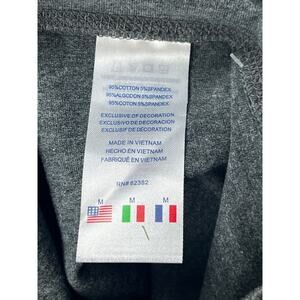 95%COTTON 5%SPANDEX
95%ALGODON 5%SPANDEX
95%COTON 5%SPANDEX
EXCLUSIVE OF DECORATION
EXCLUSIVO DE DECORACION
EXCLUSIF DE DÉCORATION
MADE IN VIETNAM
HECHO EN VIETNAM
FABRIQUÉ EN VIETNAM
RN# 62382
M M M